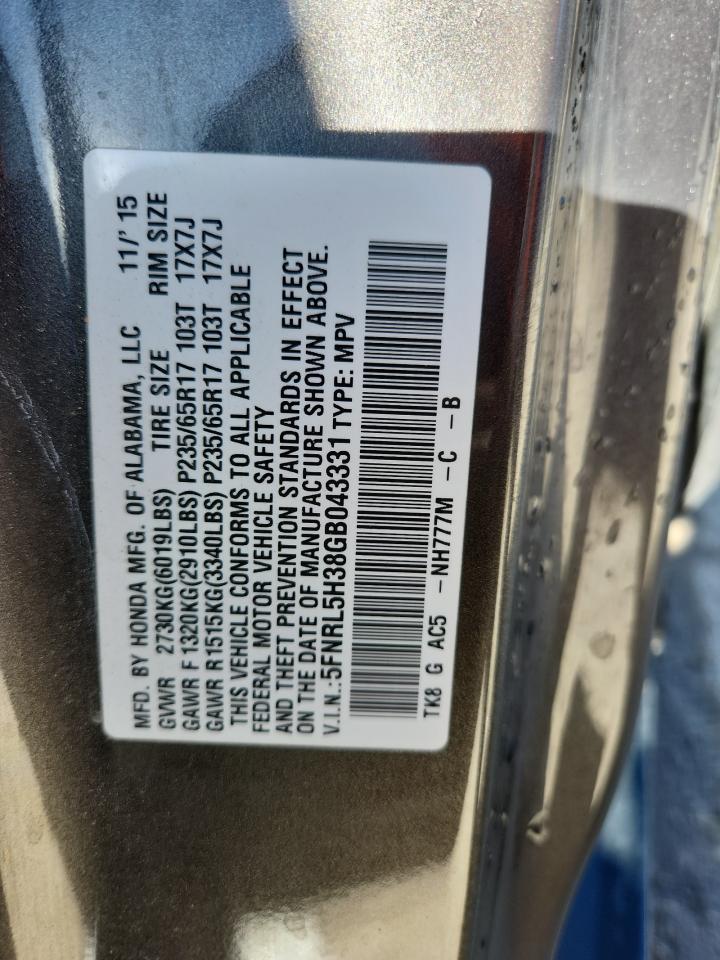 MFD. BY HONDA MFG. OF ALABAMA, LLC 11/' 15
GVWR 2730KG(6019LBS) TIRE SIZE RIM SIZE
GAWR F 1320KG(2910LBS) P235/65R17 103T 17X7J
GAWR R1515KG(3340LBS) P235/65R17 103T 17X7J
THIS VEHICLE CONFORMS TO ALL APPLICABLE
FEDERAL MOTOR VEHICLE SAFETY
AND THEFT PREVENTION STANDARDS IN EFFECT
ON THE DATE OF MANUFACTURE SHOWN ABOVE.
V.I.N.:5FNRL5H38GB043331 TYPE: MPV
TK8 G AC5 -NH777M -C -B